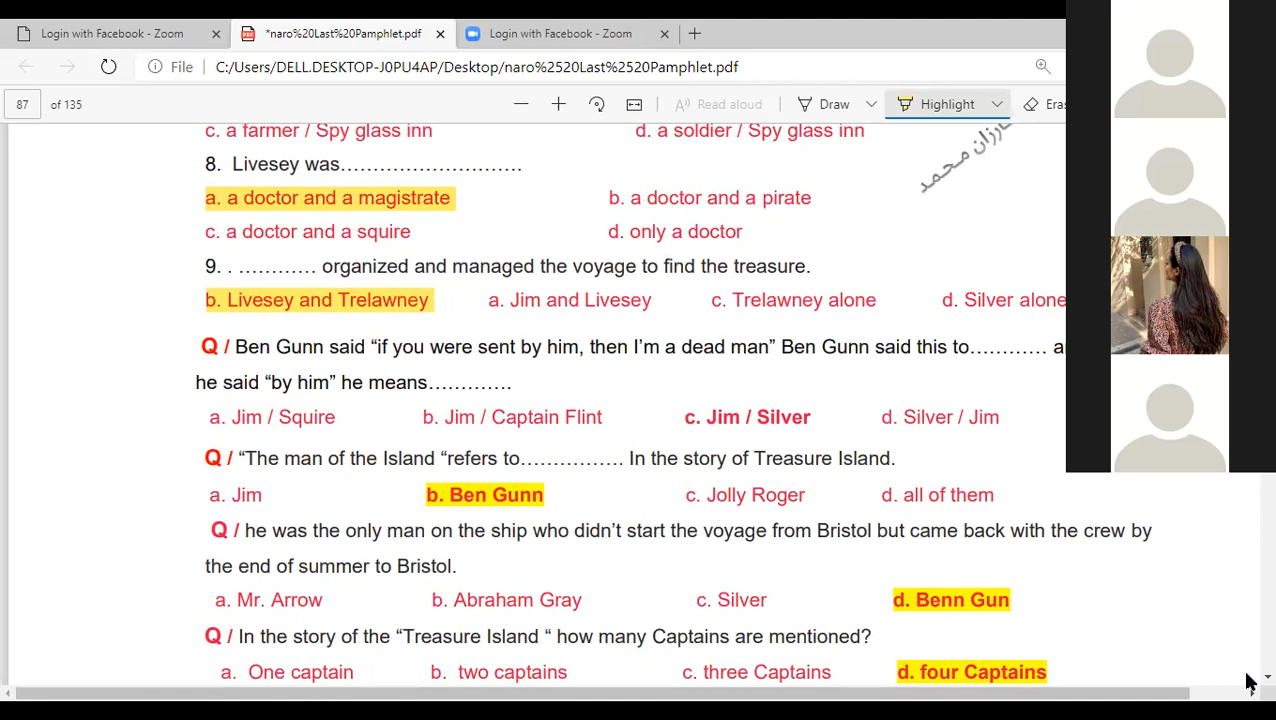 Login with Facebook - Zoom *naro%20Last%20Pamphlet.pdf Login with Facebook - Zoom
File C:/Users/DELL.DESKTOP-J0PU4AP/Desktop/naro%2520Last%2520Pamphlet.pdf
87 of 135 Read aloud Draw Highlight Eras
c. a farmer / Spy glass inn d. a soldier / Spy glass inn
محمد
8. Livesey was…………………………
a. a doctor and a magistrate b. a doctor and a pirate
c. a doctor and a squire d. only a doctor
9. . ………… organized and managed the voyage to find the treasure.
b. Livesey and Trelawney a. Jim and Livesey c. Trelawney alone d. Silver alone
Q / Ben Gunn said “if you were sent by him, then I’m a dead man” Ben Gunn said this to…………
he said “by him” he means………….
a. Jim / Squire b. Jim / Captain Flint c. Jim / Silver d. Silver / Jim
Q / “The man of the Island “refers to……………. In the story of Treasure Island.
a. Jim b. Ben Gunn c. Jolly Roger d. all of them
Q / he was the only man on the ship who didn’t start the voyage from Bristol but came back with the crew by
the end of summer to Bristol.
a. Mr. Arrow b. Abraham Gray c. Silver d. Benn Gun
Q / In the story of the “Treasure Island “ how many Captains are mentioned?
a. One captain b. two captains c. three Captains d. four Captains